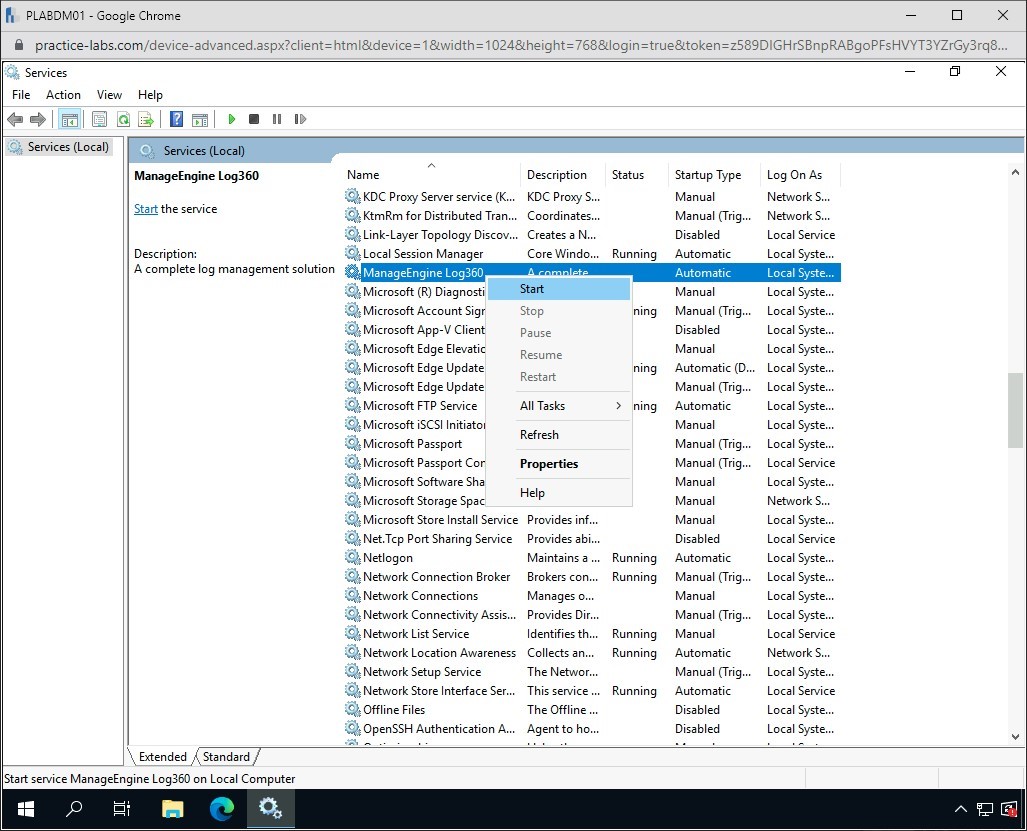 PLABDM01 - Google Chrome
practice-labs.com/device-advanced.aspx?client=html&device=1&width=1024&height=768&login=true&token=z589DIGHrSBnpRABgoPFsHVYT3YZrGy3rq8...
Services
File Action View Help
Services (Local)
Services (Local)
ManageEngine Log360
Start the service
Description:
A complete log management solution
Name Description Status Startup Type Log On As
KDC Proxy Server service (K... KDC Proxy S... Manual Network S...
KtmRm for Distributed Tran... Coordinates... Manual (Trig... Network S...
Link-Layer Topology Discov... Creates a N... Disabled Local Service
Local Session Manager Core Windo... Running Automatic Local Syste...
ManageEngine Log360 A complete Automatic Local Syste...
Microsoft (R) Diagnosti Manual Local Syste...
Microsoft Account Sign ning Manual (Trig... Local Syste...
Microsoft App-V Client Disabled Local Syste...
Microsoft Edge Elevatio Manual Local Syste...
Microsoft Edge Update ning Automatic (D... Local Syste...
Microsoft Edge Update Manual (Trig... Local Syste...
Microsoft FTP Service ning Automatic Local Syste...
Microsoft iSCSI Initiator Manual Local Syste...
Microsoft Passport Manual (Trig... Local Syste...
Microsoft Passport Con Manual (Trig... Local Service
Microsoft Software Sha Manual Local Syste...
Microsoft Storage Spac Manual Network S...
Microsoft Store Install Service Provides inf... Manual Local Syste...
Net.Tcp Port Sharing Service Provides abi... Disabled Local Service
Netlogon Maintains a ... Running Automatic Local Syste...
Network Connection Broker Brokers con... Running Manual (Trig... Local Syste...
Network Connections Manages o... Manual Local Syste...
Network Connectivity Assis... Provides Dir... Manual (Trig... Local Syste...
Network List Service Identifies th... Running Manual Local Service
Network Location Awareness Collects an... Running Automatic Network S...
Network Setup Service The Networ... Manual (Trig... Local Syste...
Network Store Interface Ser... This service ... Running Automatic Local Service
Offline Files The Offline ... Disabled Local Syste...
OpenSSH Authentication A... Agent to ho... Disabled Local Syste...
Start
Stop
Pause
Resume
Restart
All Tasks
Refresh
Properties
Help
Extended Standard
Start service ManageEngine Log360 on Local Computer